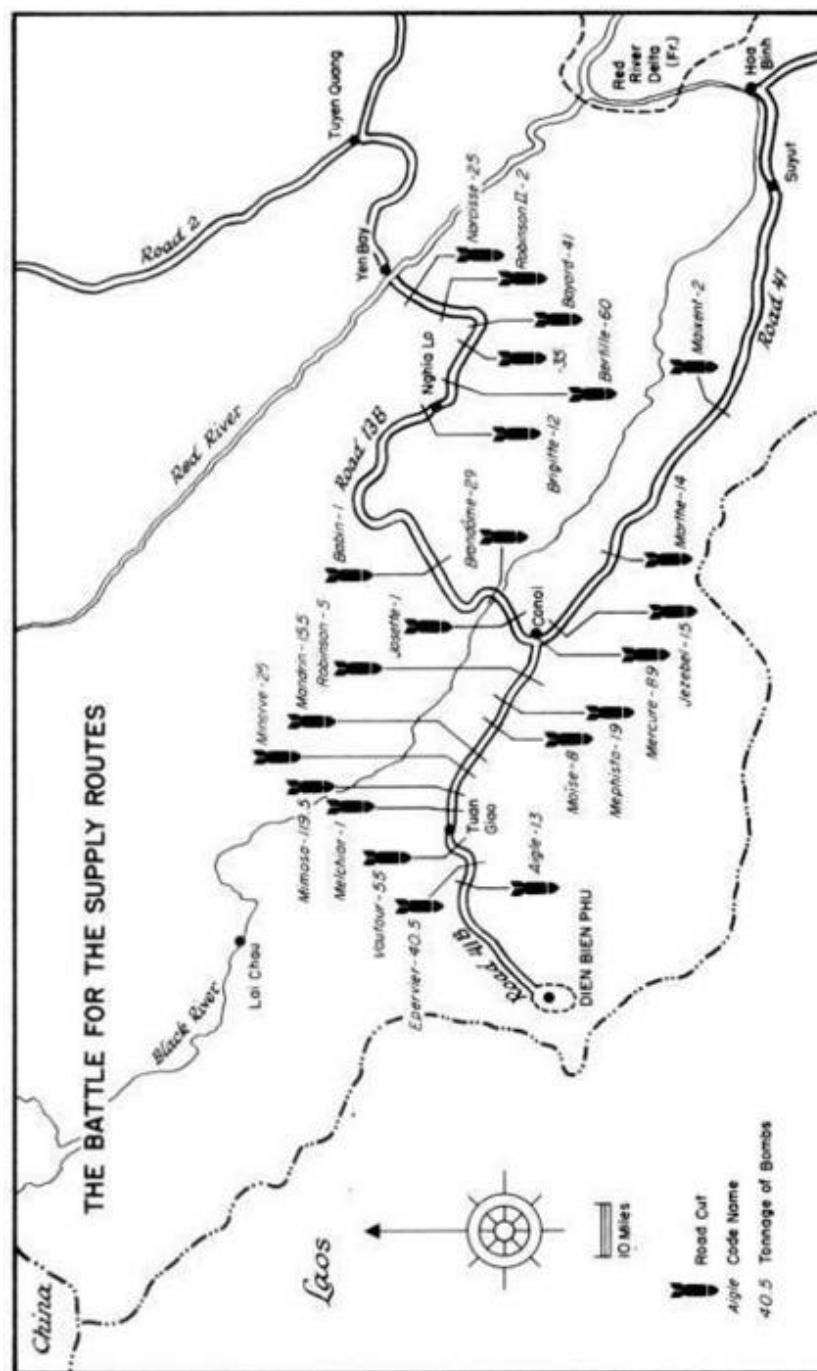 THE BATTLE FOR THE SUPPLY ROUTES
China
Laos
Black River
Lai Chau
Red River
Road 2
Tuyen Quang
Yen Bay
Red
River
Delta
(Fr.)
Hoa
Binh
Suyut
Road 41
Road 13B
Nghia Lo
Narcisse-25
Robinson II-2
Bayard-41
-35
Bertille-60
Brigitte-12
Maixent-2
Babin-1
Brandôme-29
Josette-1
Conoi
Marthe-14
Jezebel-15
Mercure-89
Mephisto-19
Moise-8
Robinson-5
Mandrin-15.5
Minerve-25
Mimosa-119.5
Melchior-1
Tuan
Giao
Vautour-55
Epervier-40.5
Aigle-13
Road 41B
DIEN BIEN PHU
10 Miles
Road Cut
Aigle Code Name
40.5 Tonnage of Bombs